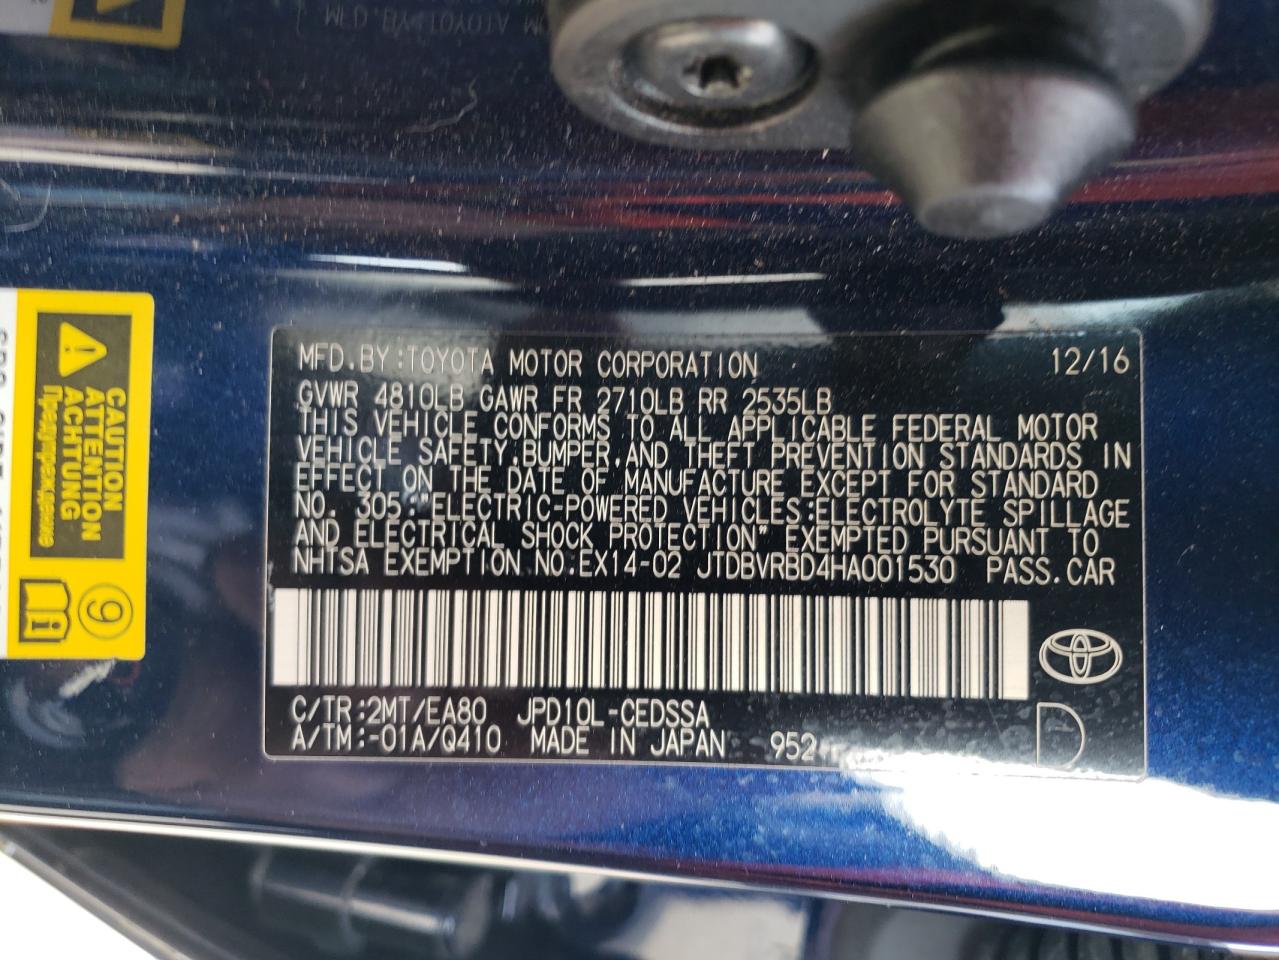 MFD.BY:TOYOTA MOTOR CORPORATION 12/16
GVWR 4810LB GAWR FR 2710LB RR 2535LB
THIS VEHICLE CONFORMS TO ALL APPLICABLE FEDERAL MOTOR
VEHICLE SAFETY,BUMPER,AND THEFT PREVENTION STANDARDS IN
EFFECT ON THE DATE OF MANUFACTURE EXCEPT FOR STANDARD
NO. 305:"ELECTRIC-POWERED VEHICLES:ELECTROLYTE SPILLAGE
AND ELECTRICAL SHOCK PROTECTION" EXEMPTED PURSUANT TO
NHTSA EXEMPTION NO.EX14-02 JTDBVRBD4HA001530 PASS.CAR
C/TR:2MT/EA80 JPD10L-CEDSSA
A/TM:-01A/Q410 MADE IN JAPAN 952
D
CAUTION
ATTENTION
ACHTUNG
Предупреждение
9